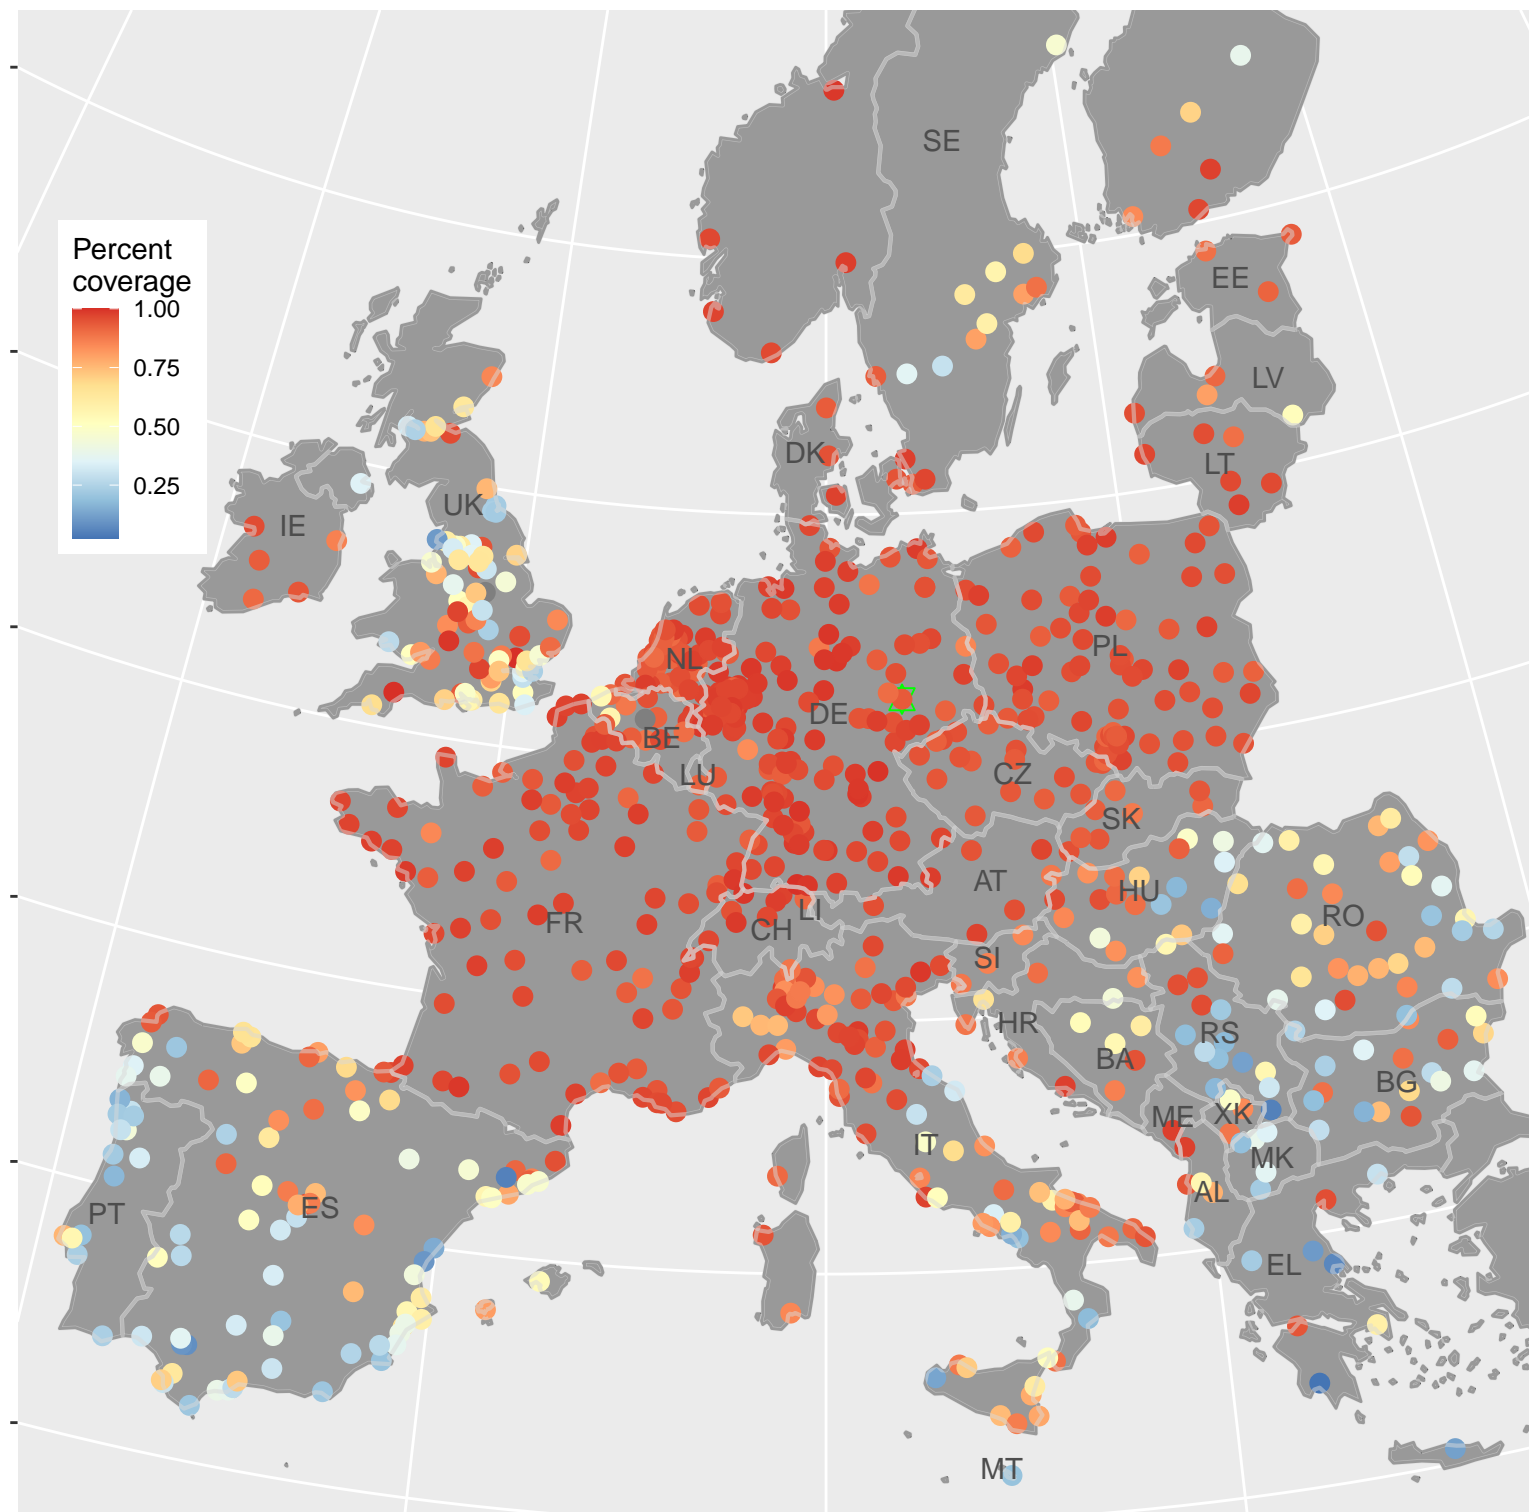 SE
Percent
coverage
1.00
0.75
0.50
0.25
EE
LV
LT
DK
UK
IE
NL
PL
DE
BE
LU
CZ
SK
AT
HU
LI
CH
FR
RO
SI
HR
RS
BA
BG
ME
XK
MK
IT
AL
ES
PT
EL
MT